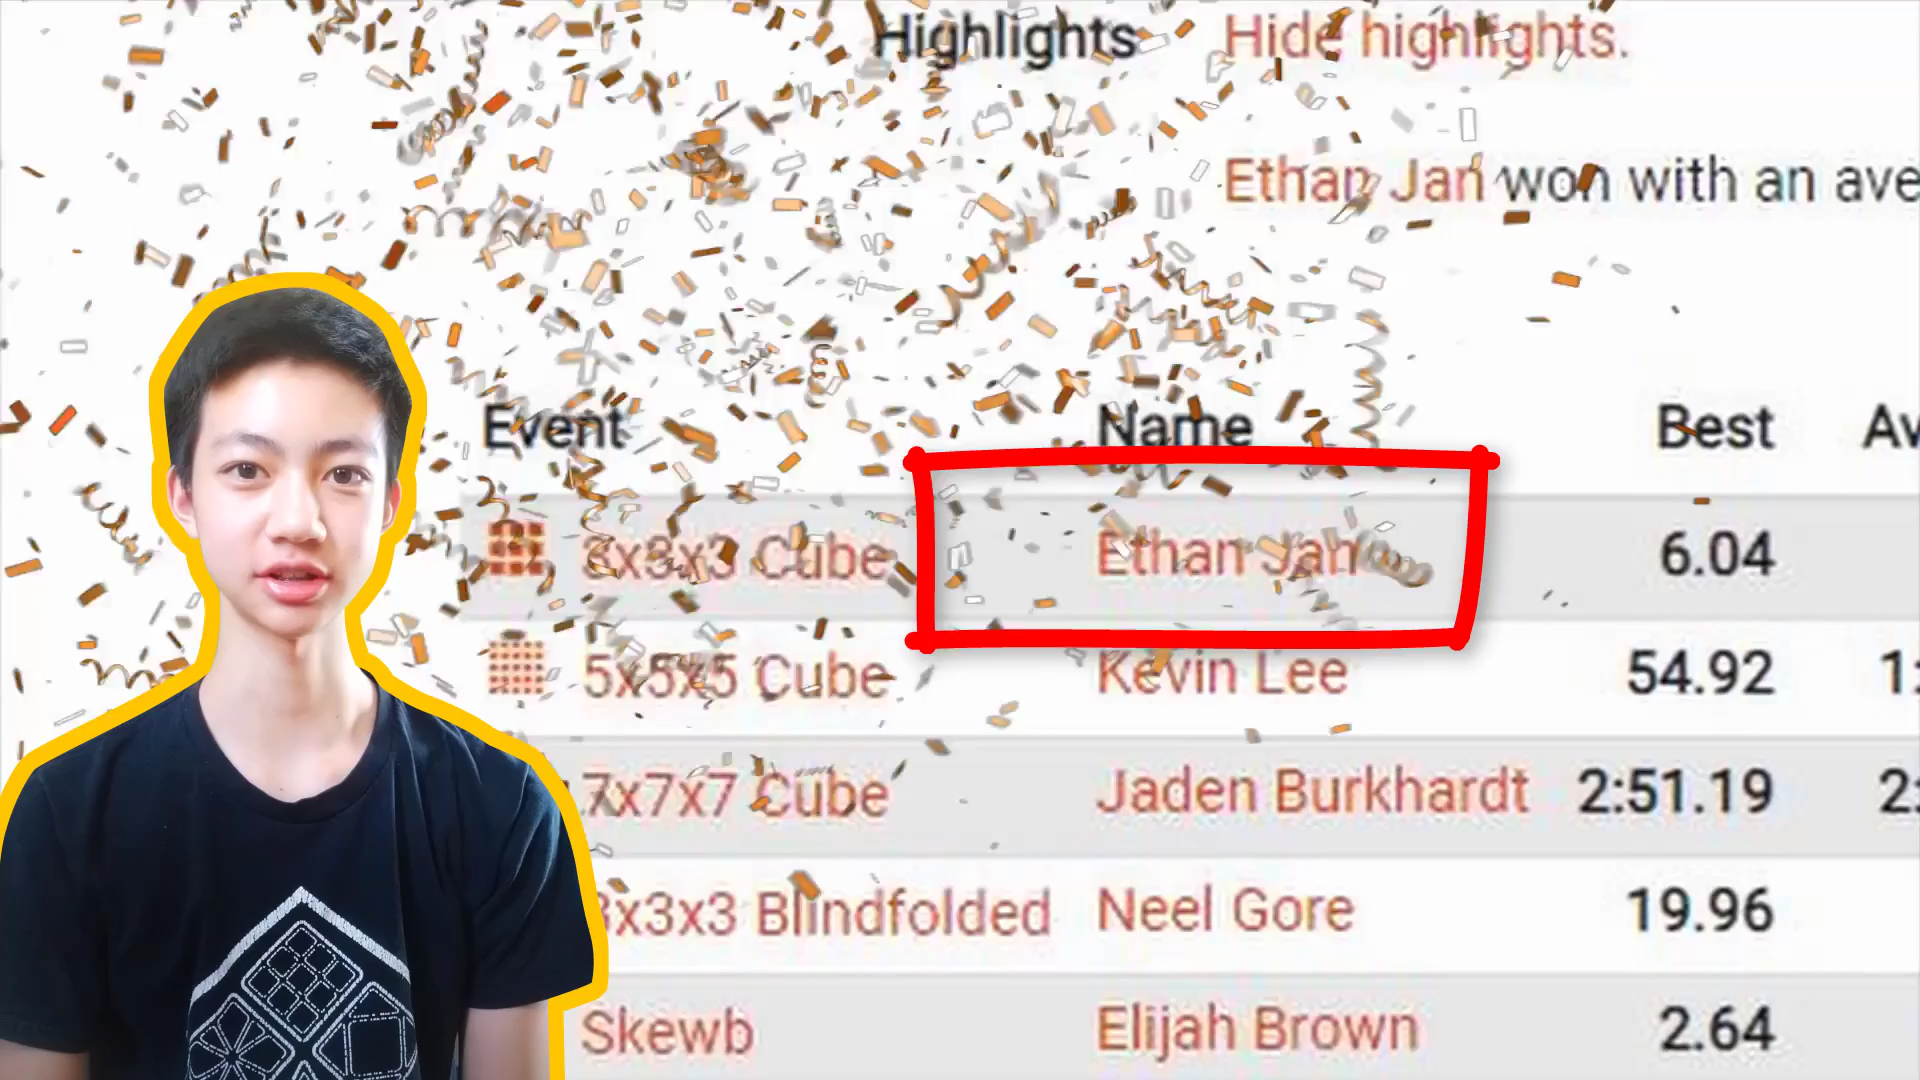 Highlights Hide highlights.
Ethan Jan won with an ave
Event Name Best Av
3x3x3 Cube Ethan Jan 6.04
5x5x5 Cube Kevin Lee 54.92 1:
7x7x7 Cube Jaden Burkhardt 2:51.19 2:
3x3x3 Blindfolded Neel Gore 19.96
Skewb Elijah Brown 2.64